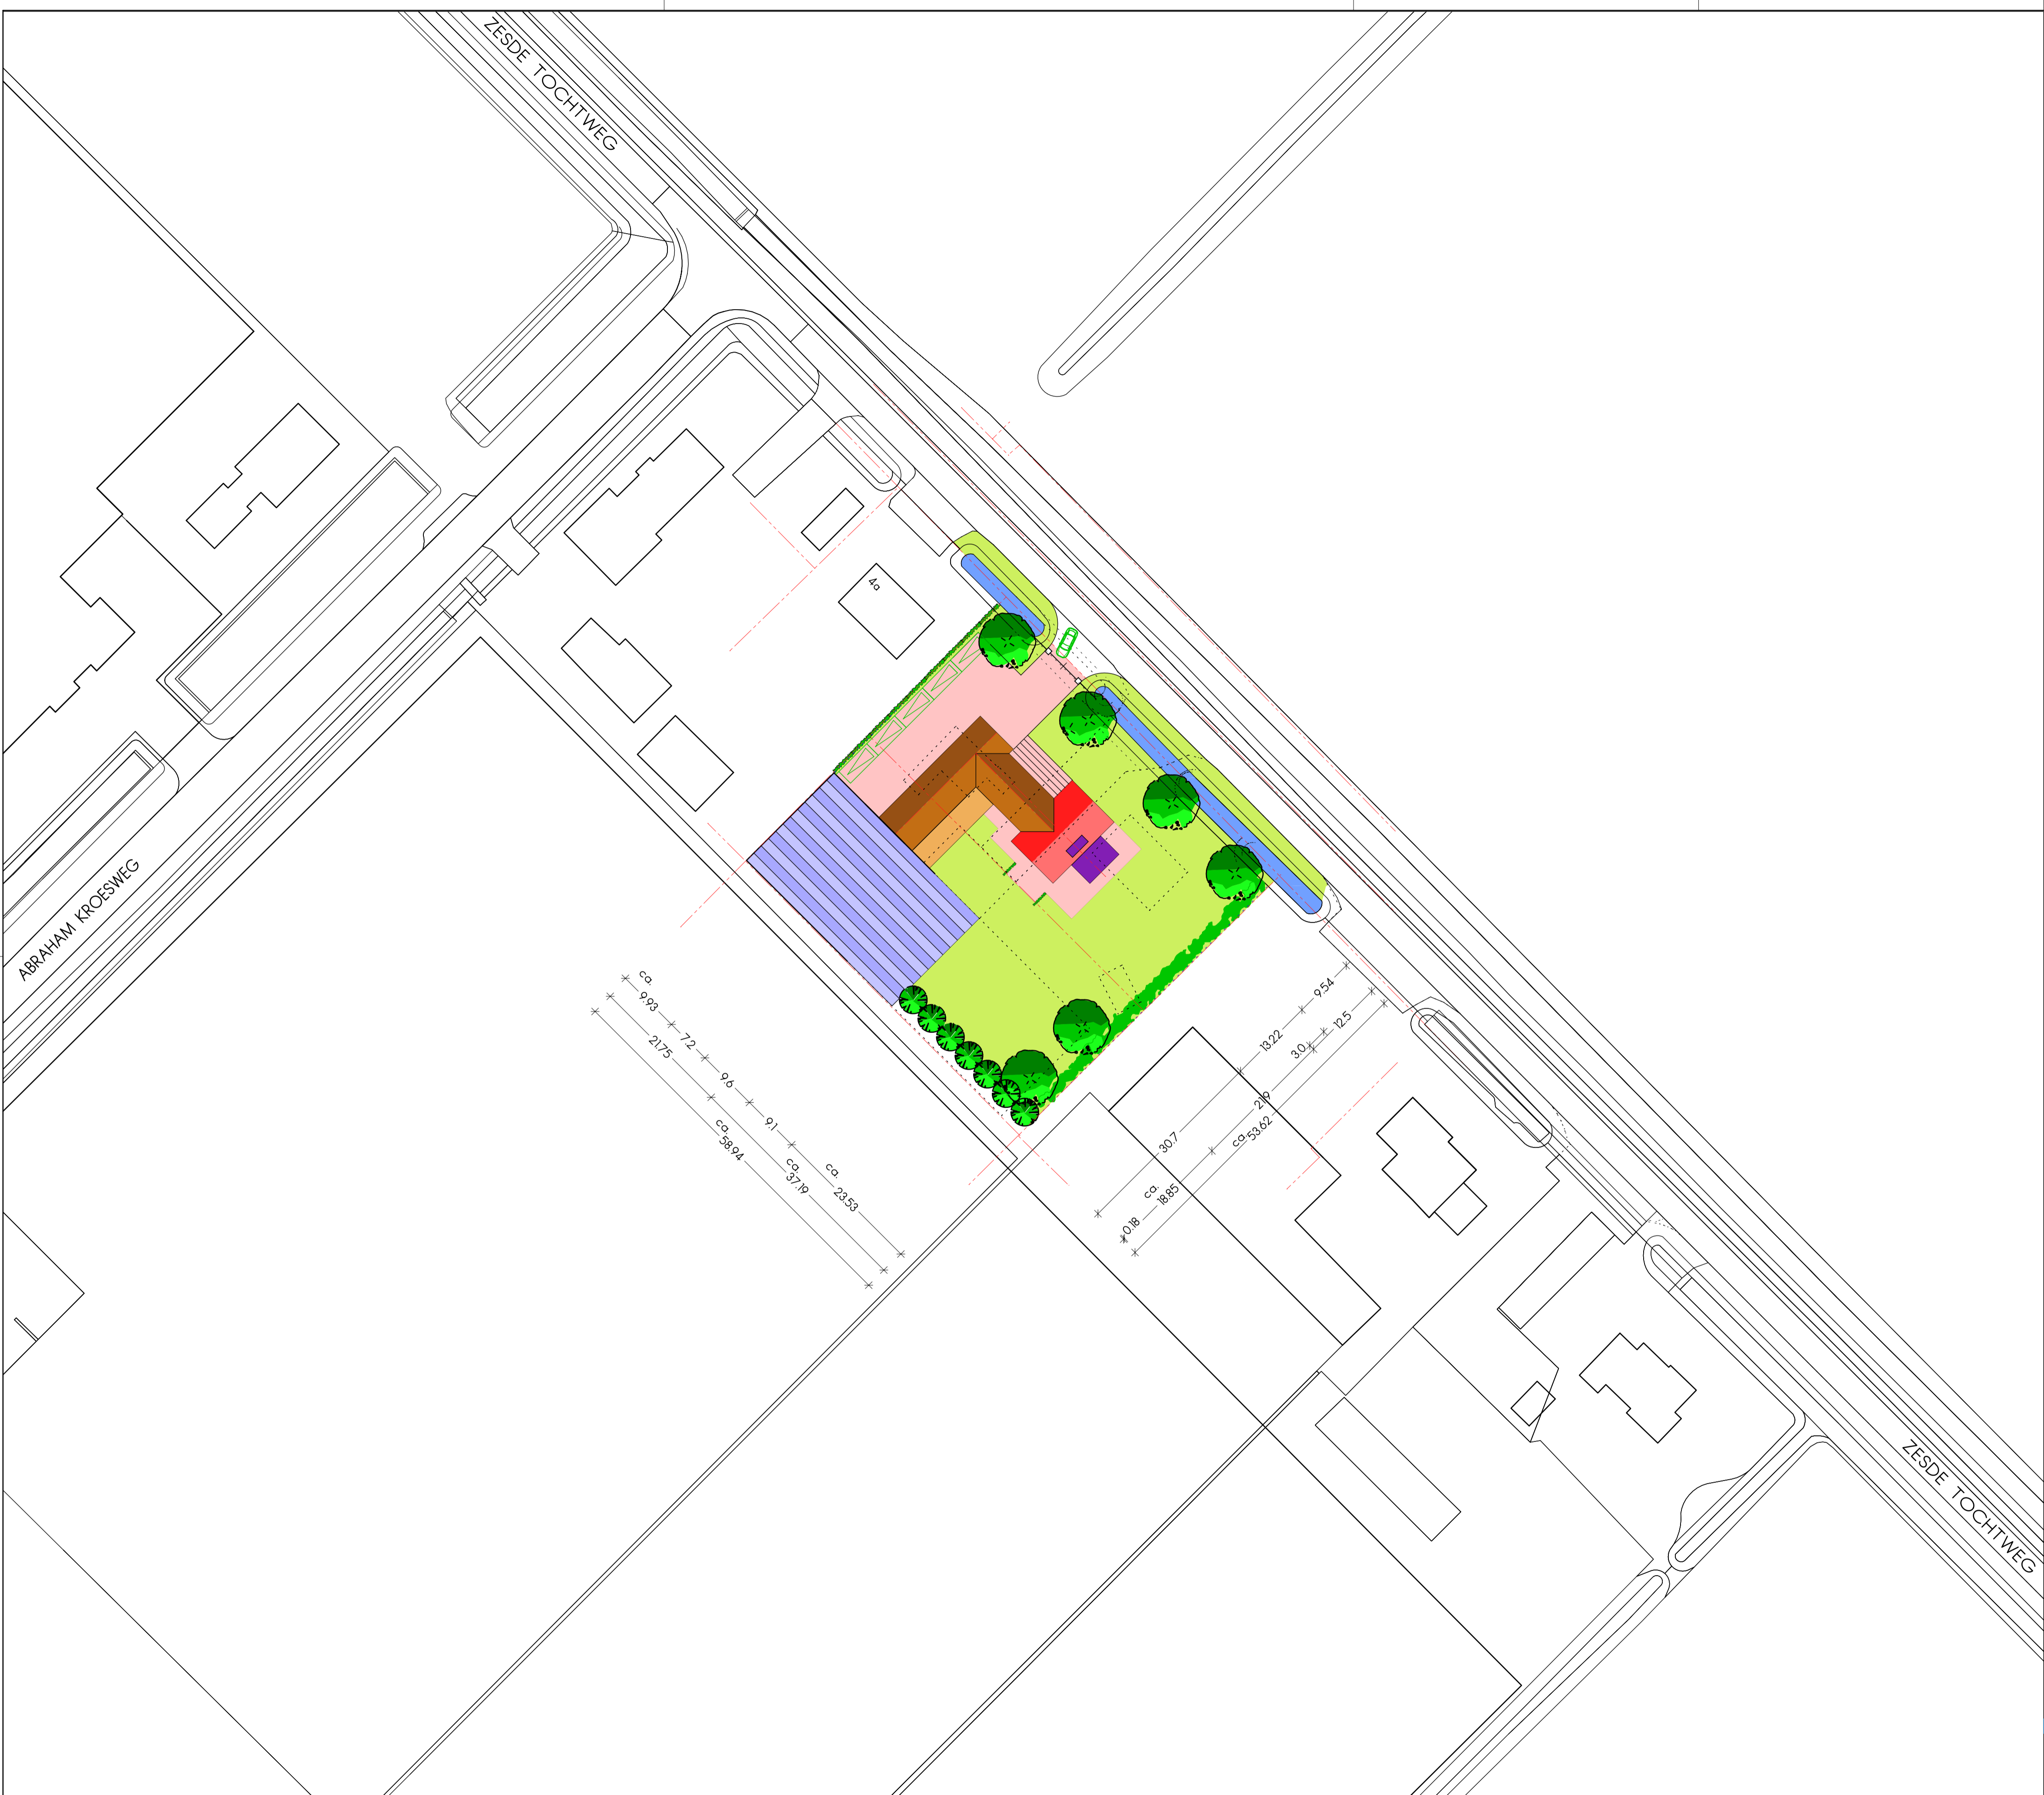 ZESDE TOCHTWEG
4a
ABRAHAM KROESWEG
ca.
9.93
7.2
9.6
9.1
ca.
23.53
21.75
ca.
37.19
ca.
58.94
9.54
13.22
30.7
12.5
3.0
21.9
ca.
18.85
0.18
ca.
53.62
ZESDE TOCHTWEG